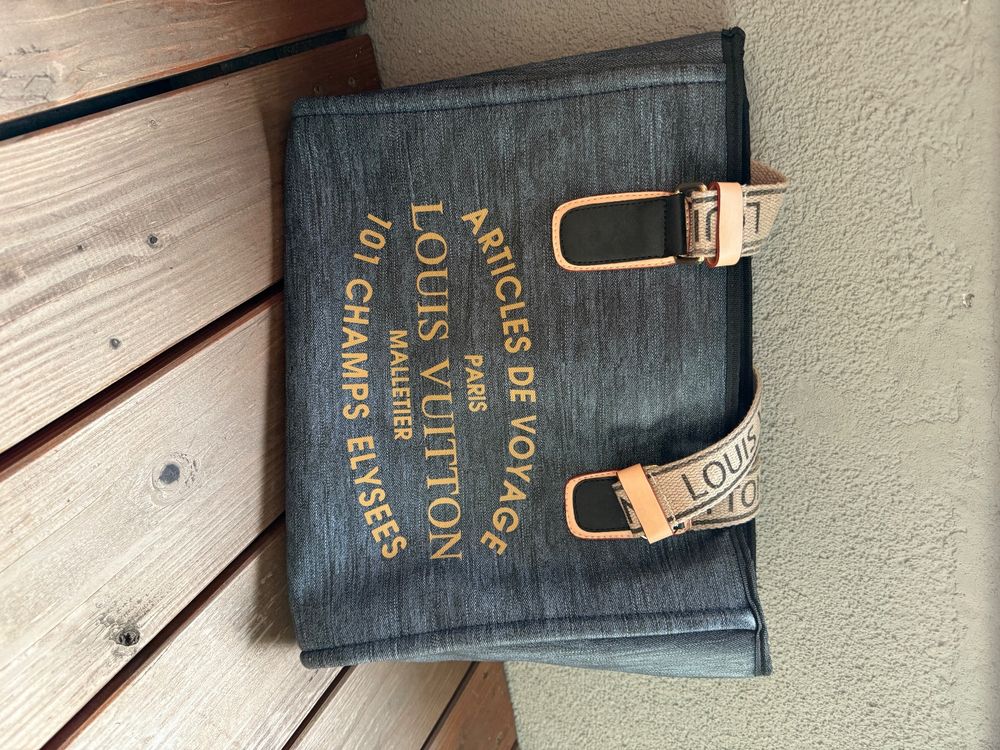 ARTICLES DE VOYAGE
PARIS
LOUIS VUITTON
MALLETIER
101 CHAMPS ELYSEES
LOUIS